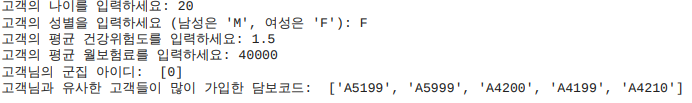 고객의 나이를 입력하세요: 20
고객의 성별을 입력하세요 (남성은 'M', 여성은 'F'): F
고객의 평균 건강위험도를 입력하세요: 1.5
고객의 평균 월보험료를 입력하세요: 40000
고객님의 군집 아이디:  [0]
고객님과 유사한 고객들이 많이 가입한 담보코드:  ['A5199', 'A5999', 'A4200', 'A4199', 'A4210']